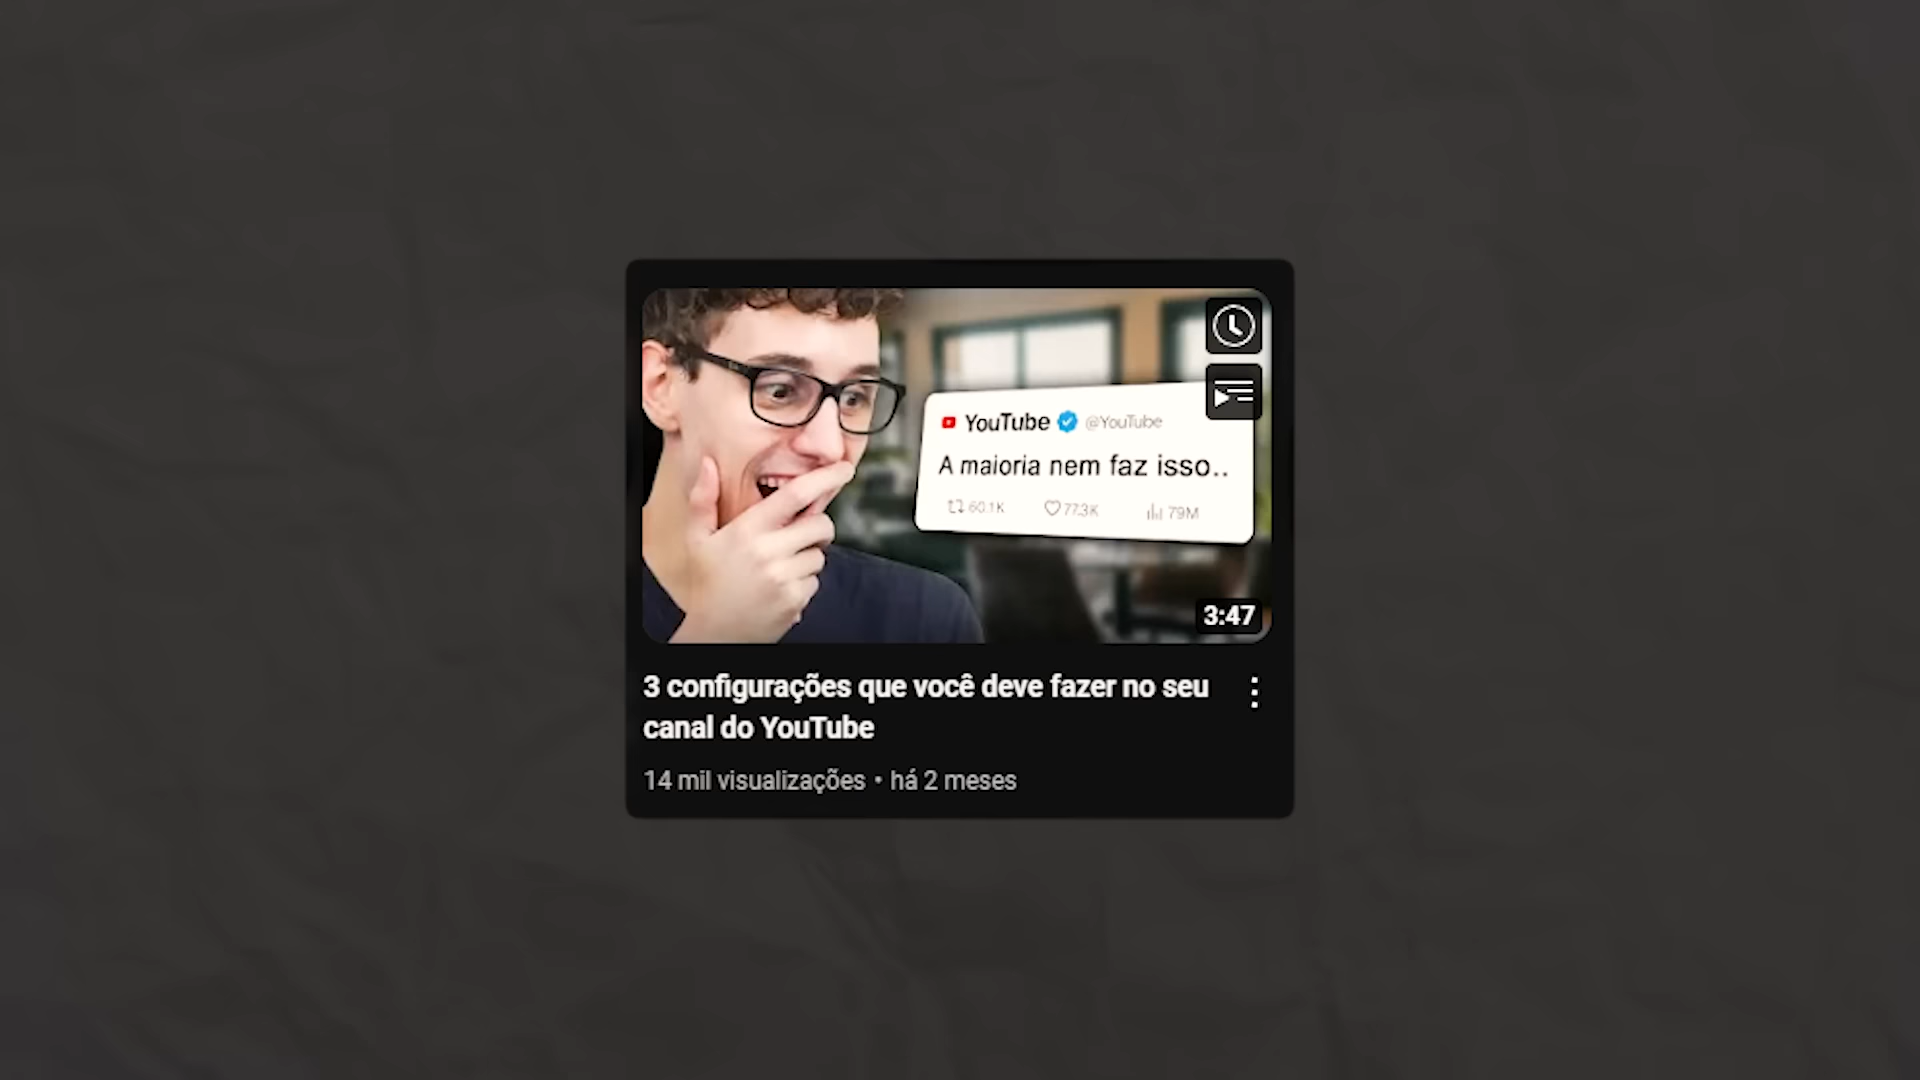 YouTube @YouTube
A maioria nem faz isso..
60.1K 77.3K 79M
3:47
3 configurações que você deve fazer no seu
canal do YouTube
14 mil visualizações • há 2 meses